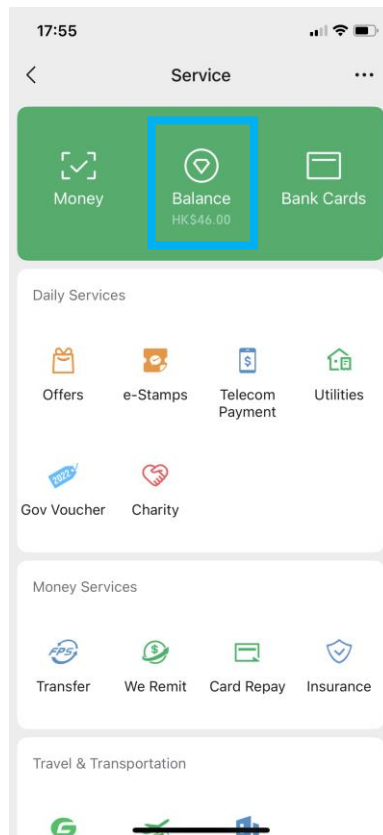 17:55
Service
Money
Balance
Bank Cards
HK$46.00
Daily Services
Offers
e-Stamps
Telecom
Payment
Utilities
$
2022
Gov Voucher
Charity
Money Services
FPS
$
Transfer
We Remit
Card Repay
Insurance
Travel & Transportation